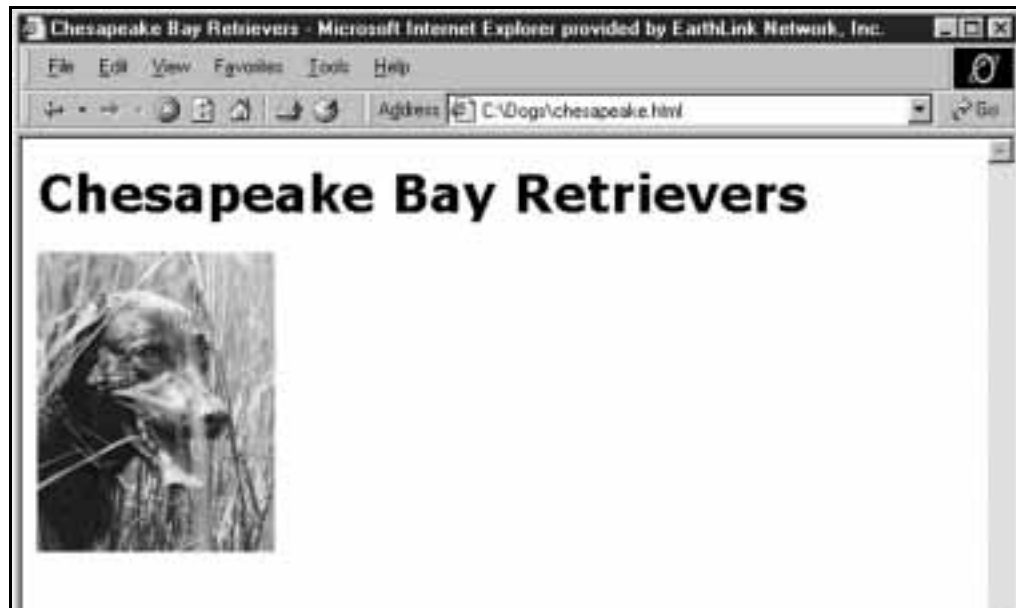 Chesapeake Bay Retrievers - Microsoft Internet Explorer provided by EarthLink Network, Inc.
File Edit View Favorites Tools Help
Address C:\Dogs\chesapeake.html Go
Chesapeake Bay Retrievers